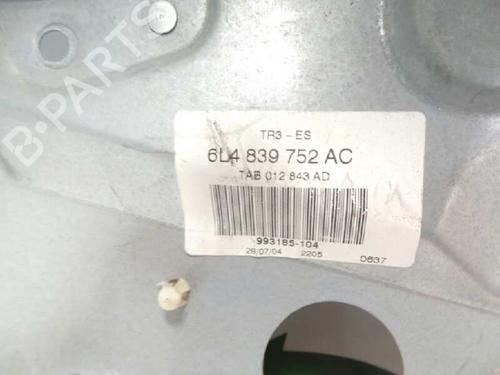 B-PARTS
TR3-ES
6L4 839 752 AC
TAB 012 843 AD
993185-104
28/07/04 2205 0637